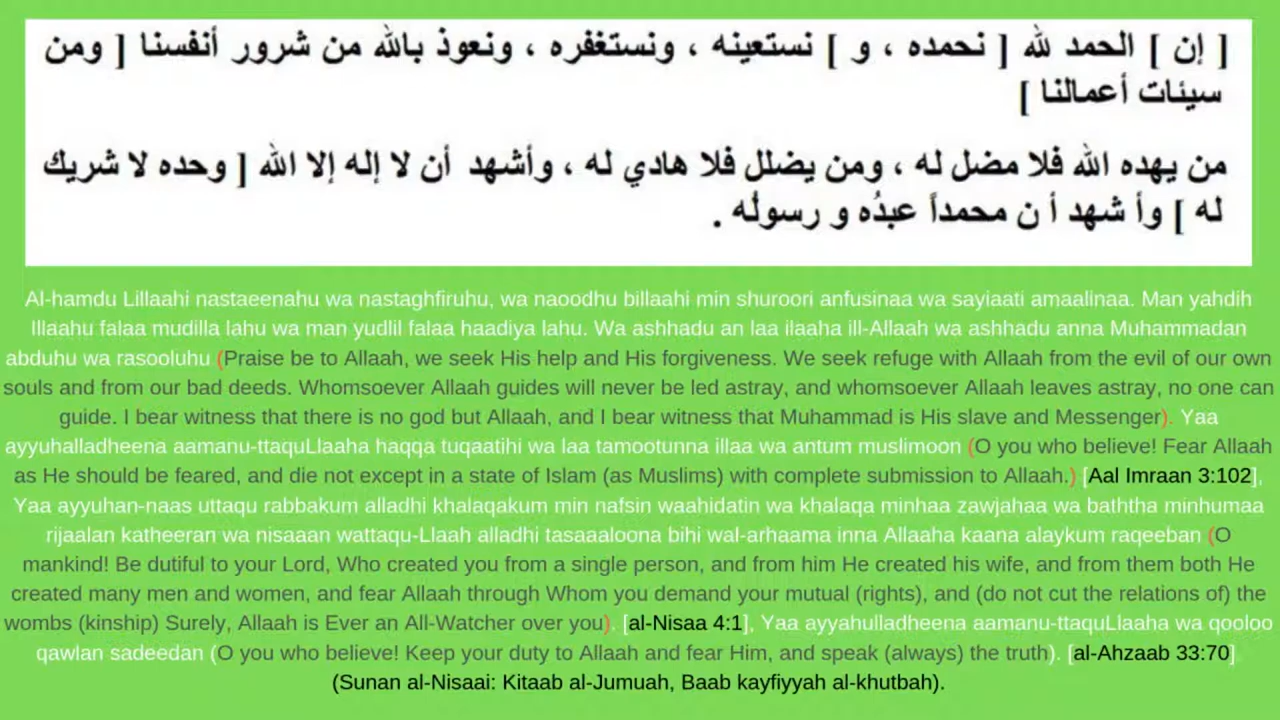 [ إن ] الحمد لله [ نحمده ، و ] نستعينه ، ونستغفره ، ونعوذ بالله من شرور أنفسنا [ ومن
سيئات أعمالنا ]
من يهده الله فلا مضل له ، ومن يضلل فلا هادي له ، وأشهد أن لا إله إلا الله [ وحده لا شريك
له ] وأ شهد أ ن محمداً عبدُه و رسولُه .
Al-hamdu Lillaahi nastaeenahu wa nastaghfiruhu, wa naoodhu billaahi min shuroori anfusinaa wa sayiaati amaalinaa. Man yahdih
Illaahu falaa mudilla lahu wa man yudlil falaa haadiya lahu. Wa ashhadu an laa ilaaha ill-Allaah wa ashhadu anna Muhammadan
abduhu wa rasooluhu (Praise be to Allaah, we seek His help and His forgiveness. We seek refuge with Allaah from the evil of our own
souls and from our bad deeds. Whomsoever Allaah guides will never be led astray, and whomsoever Allaah leaves astray, no one can
guide. I bear witness that there is no god but Allaah, and I bear witness that Muhammad is His slave and Messenger). Yaa
ayyuhalladheena aamanu-ttaquLlaaha haqqa tuqaatihi wa laa tamootunna illaa wa antum muslimoon (O you who believe! Fear Allaah
as He should be feared, and die not except in a state of Islam (as Muslims) with complete submission to Allaah.) [Aal Imraan 3:102],
Yaa ayyuhan-naas uttaqu rabbakum alladhi khalaqakum min nafsin waahidatin wa khalaqa minhaa zawjahaa wa baththa minhumaa
rijaalan katheeran wa nisaaan wattaqu-Llaah alladhi tasaaaloona bihi wal-arhaama inna Allaaha kaana alaykum raqeeban (O
mankind! Be dutiful to your Lord, Who created you from a single person, and from him He created his wife, and from them both He
created many men and women, and fear Allaah through Whom you demand your mutual (rights), and (do not cut the relations of) the
wombs (kinship) Surely, Allaah is Ever an All-Watcher over you). [al-Nisaa 4:1], Yaa ayyahulladheena aamanu-ttaquLlaaha wa qooloo
qawlan sadeedan (O you who believe! Keep your duty to Allaah and fear Him, and speak (always) the truth). [al-Ahzaab 33:70]
(Sunan al-Nisaai: Kitaab al-Jumuah, Baab kayfiyyah al-khutbah).